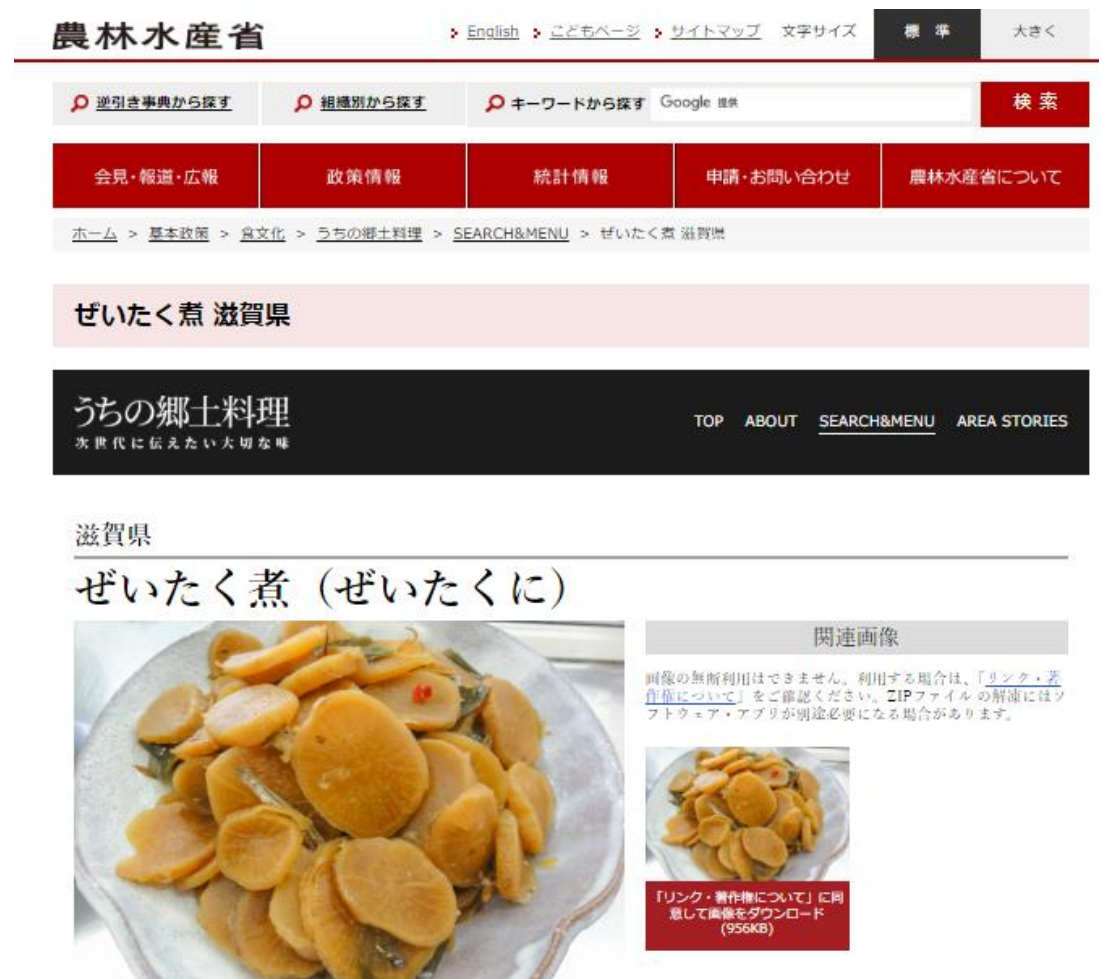 農林水産省
English こどもページ サイトマップ 文字サイズ 標 準 大きく
逆引き事典から探す 組織別から探す キーワードから探す Google 提供 検 索
会見・報道・広報 政策情報 統計情報 申請・お問い合わせ 農林水産省について
ホーム > 基本政策 > 食文化 > うちの郷土料理 > SEARCH&MENU > ぜいたく煮 滋賀県
ぜいたく煮 滋賀県
うちの郷土料理
次世代に伝えたい大切な味
TOP ABOUT SEARCH&MENU AREA STORIES
滋賀県
ぜいたく煮（ぜいたくに）
関連画像
画像の無断利用はできません。利用する場合は、「リンク・著
作権について」をご確認ください。ZIPファイルの解凍にはソ
フトウェア・アプリが別途必要になる場合があります。
「リンク・著作権について」に同
意して画像をダウンロード
(956KB)